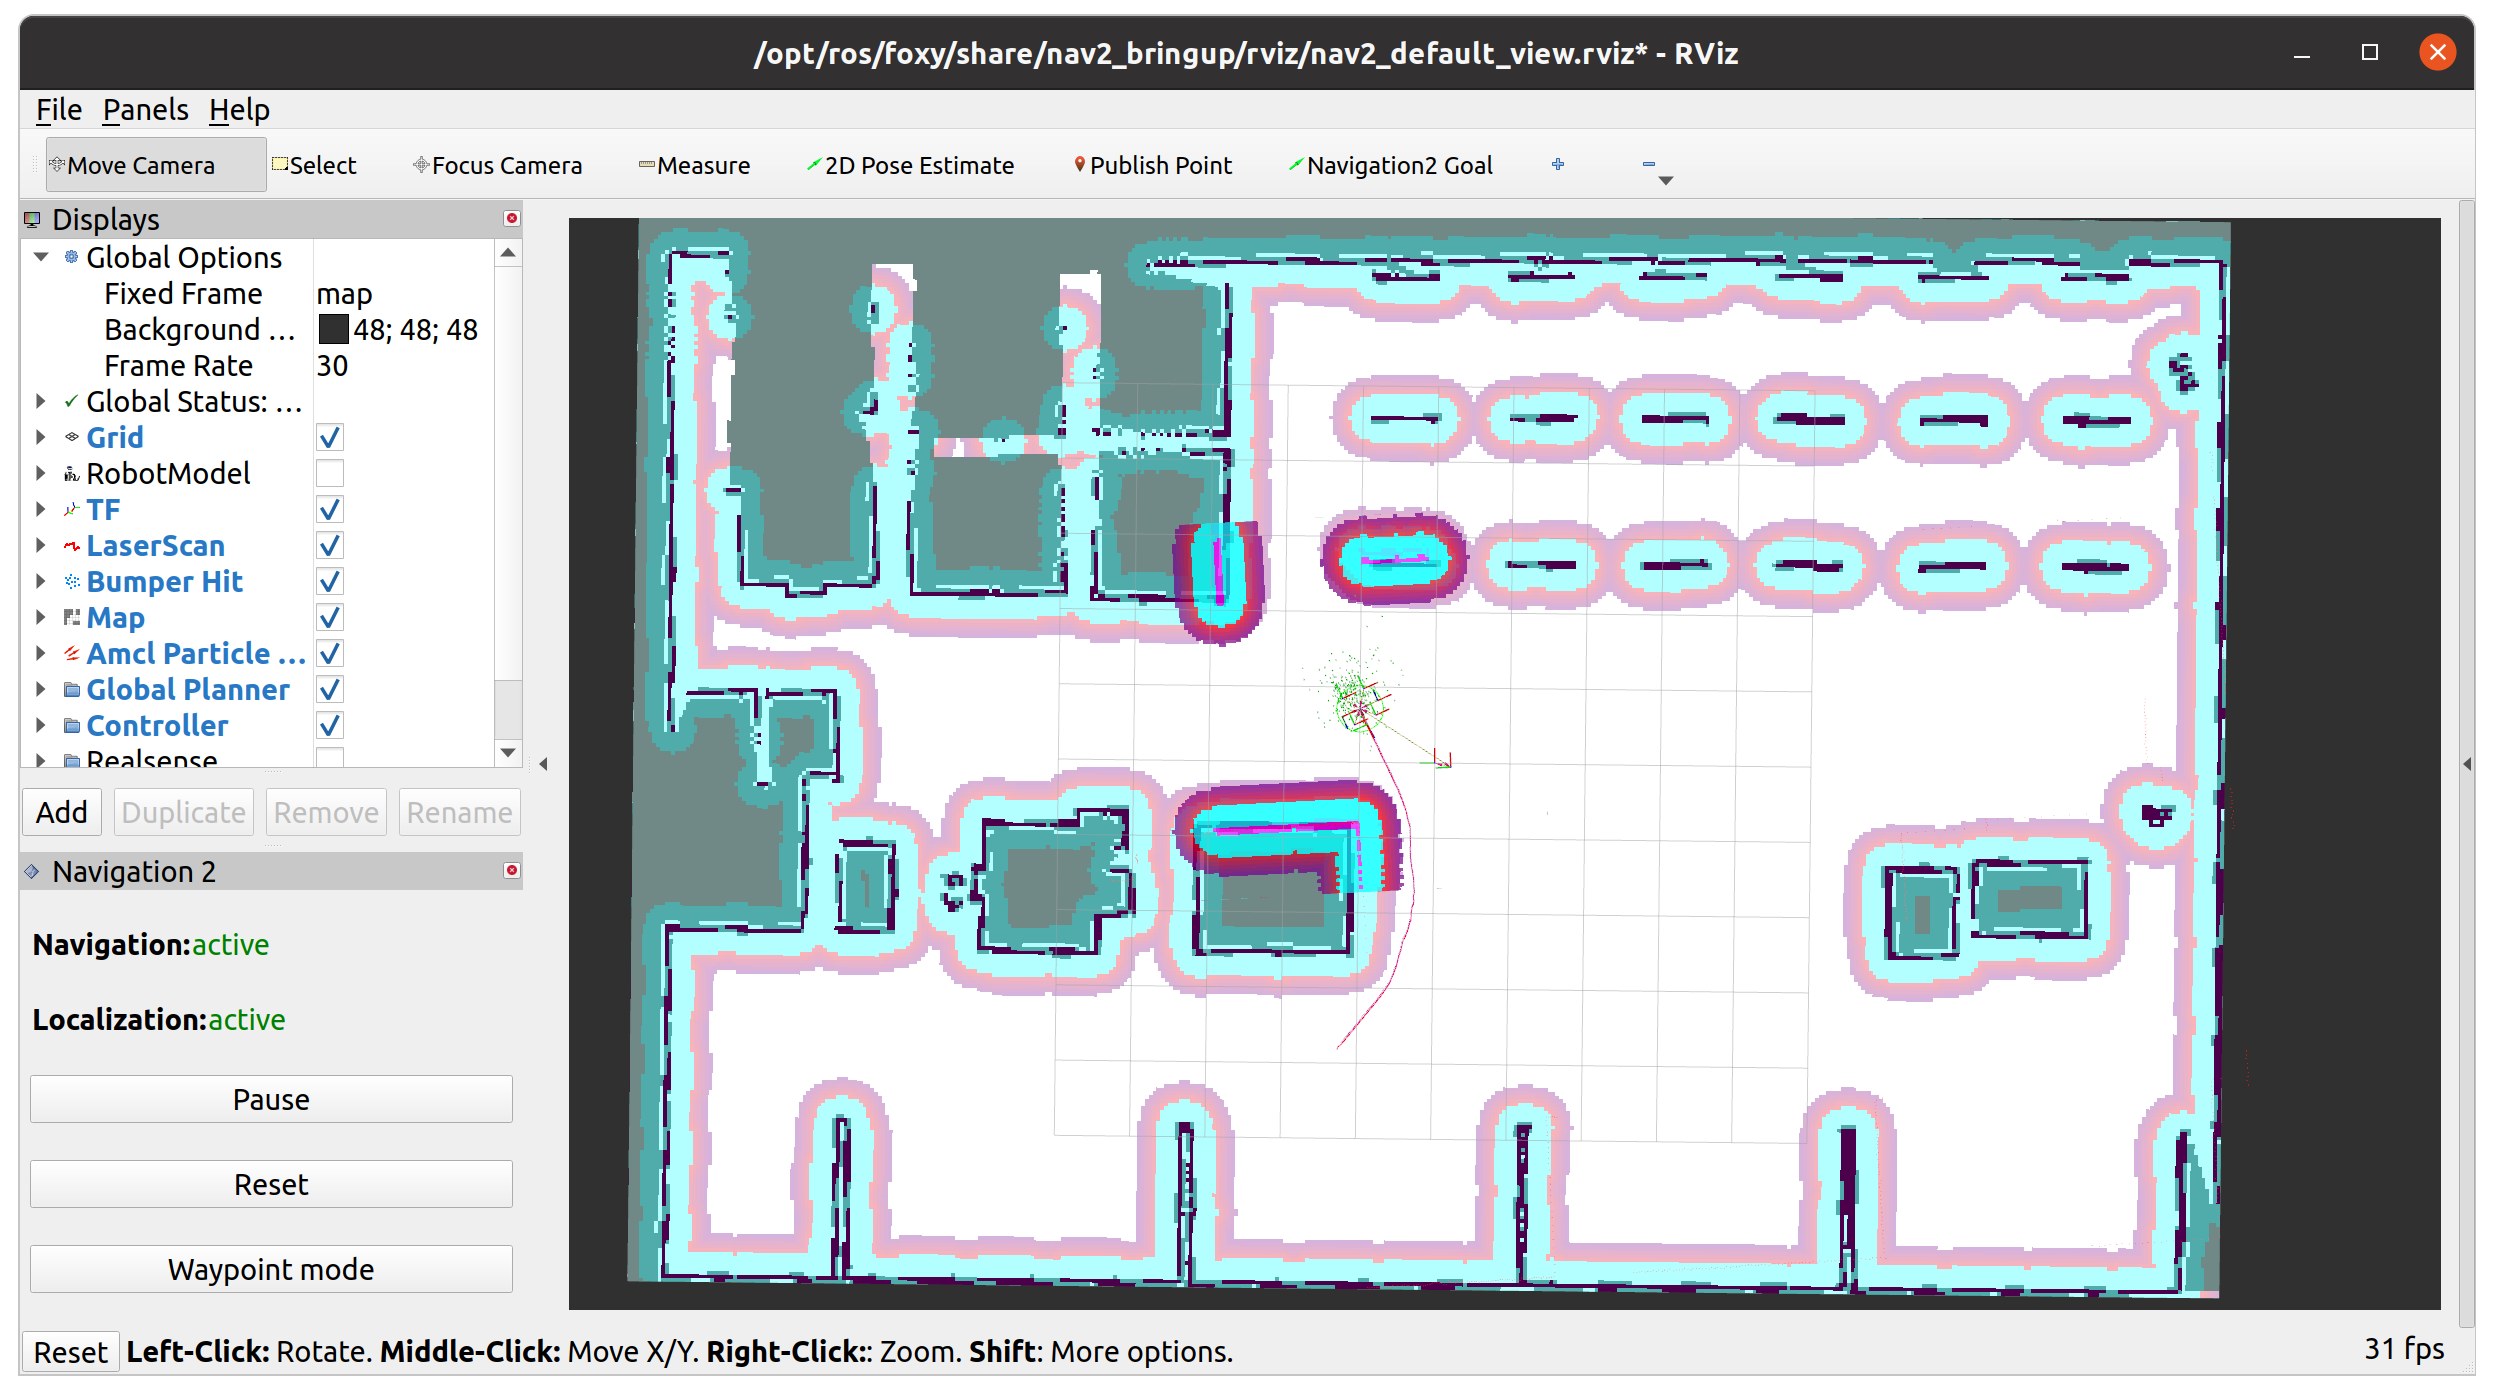 /opt/ros/foxy/share/nav2_bringup/rviz/nav2_default_view.rviz* - RViz
File Panels Help
Move Camera Select Focus Camera Measure 2D Pose Estimate Publish Point Navigation2 Goal
Displays
Global Options
Fixed Frame map
Background ... 48; 48; 48
Frame Rate 30
Global Status: ...
Grid
RobotModel
TF
LaserScan
Bumper Hit
Map
Amcl Particle ...
Global Planner
Controller
Realsense
Add Duplicate Remove Rename
Navigation 2
Navigation:active
Localization:active
Pause
Reset
Waypoint mode
Reset Left-Click: Rotate. Middle-Click: Move X/Y. Right-Click:: Zoom. Shift: More options. 31 fps